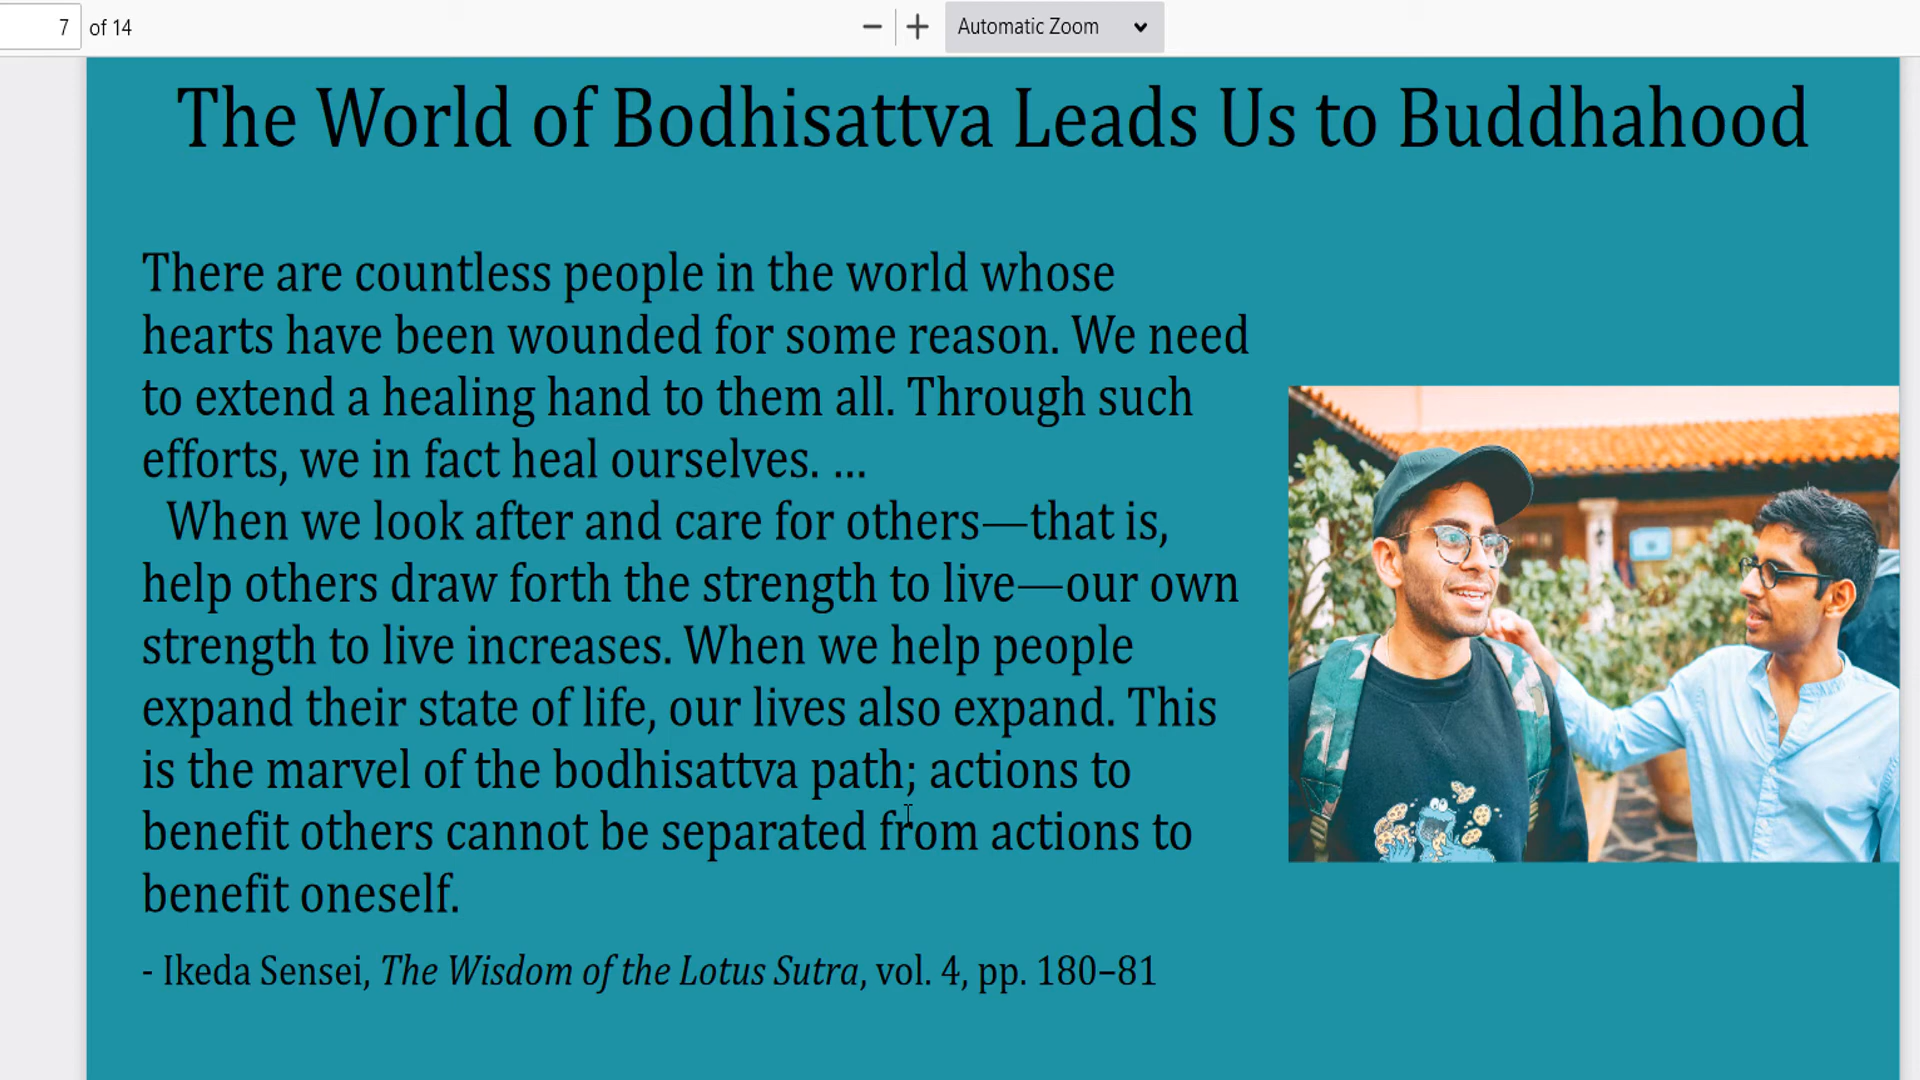 7 of 14 Automatic Zoom
The World of Bodhisattva Leads Us to Buddhahood
There are countless people in the world whose
hearts have been wounded for some reason. We need
to extend a healing hand to them all. Through such
efforts, we in fact heal ourselves. ...
When we look after and care for others—that is,
help others draw forth the strength to live—our own
strength to live increases. When we help people
expand their state of life, our lives also expand. This
is the marvel of the bodhisattva path; actions to
benefit others cannot be separated from actions to
benefit oneself.
- Ikeda Sensei, The Wisdom of the Lotus Sutra, vol. 4, pp. 180–81